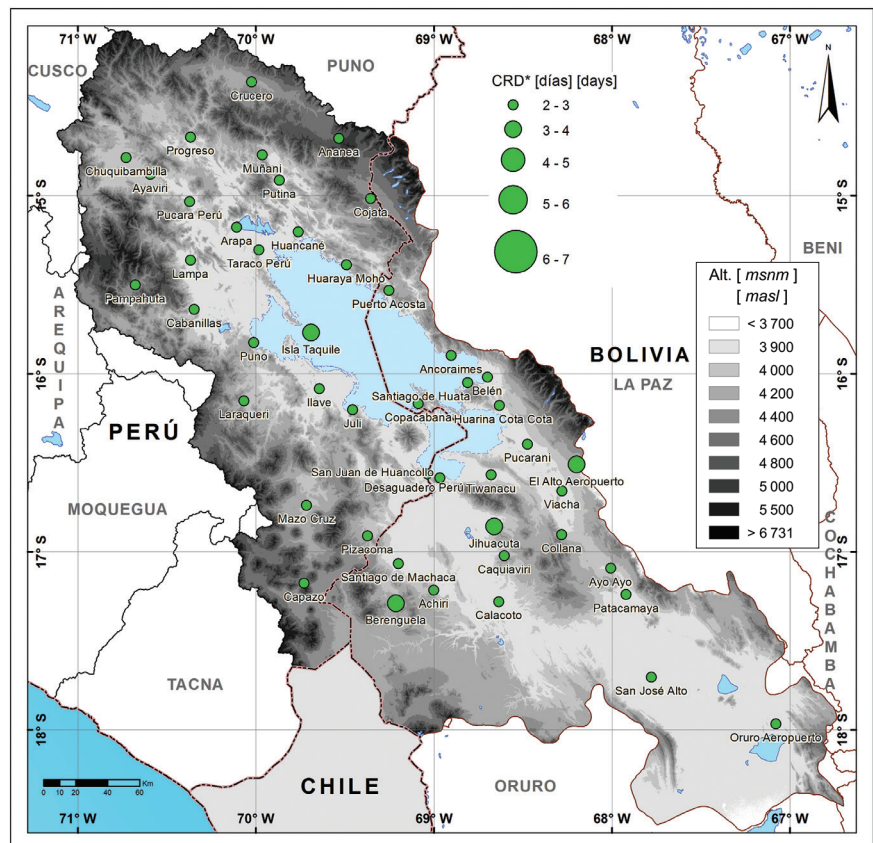 71°W 70°W 69°W 68°W 67°W
CUSCO
PUNO
N
CRD* [días] [days]
2 - 3
3 - 4
4 - 5
5 - 6
6 - 7
Crucero
Progreso
Ananea
Muñani
Chuquibambilla
Ayaviri
Putina
15°S
15°S
Pucara Perú
Cojata
Arapa
Huancané
BENI
Taraco Perú
Lampa
Huaraya Moho
Alt. [ msnm ]
[ masl ]
< 3 700
3 900
4 000
4 200
4 400
4 600
4 800
5 000
5 500
> 6 731
Pampahuta
Puerto Acosta
AREQUIPA
Cabanillas
Puno
Isla Taquile
BOLIVIA
Ancoraimes
LA PAZ
16°S
16°S
Belén
Ilave
Santiago de Huata
Laraqueri
Juli
Copacabana
Huarina Cota Cota
PERÚ
Pucarani
San Juan de Huancollo
Desaguadero Perú
Tiwanacu
El Alto Aeropuerto
Viacha
MOQUEGUA
Mazo Cruz
COCHABAMBA
Pizacoma
Jihuacuta
Collana
17°S
17°S
Caquiaviri
Santiago de Machaca
Ayo Ayo
Capazo
Achiri
Calacoto
Patacamaya
Berenguela
TACNA
San José Alto
18°S
18°S
Oruro Aeropuerto
CHILE
ORURO
0 10 20 40 60
Km
71°W 70°W 69°W 68°W 67°W